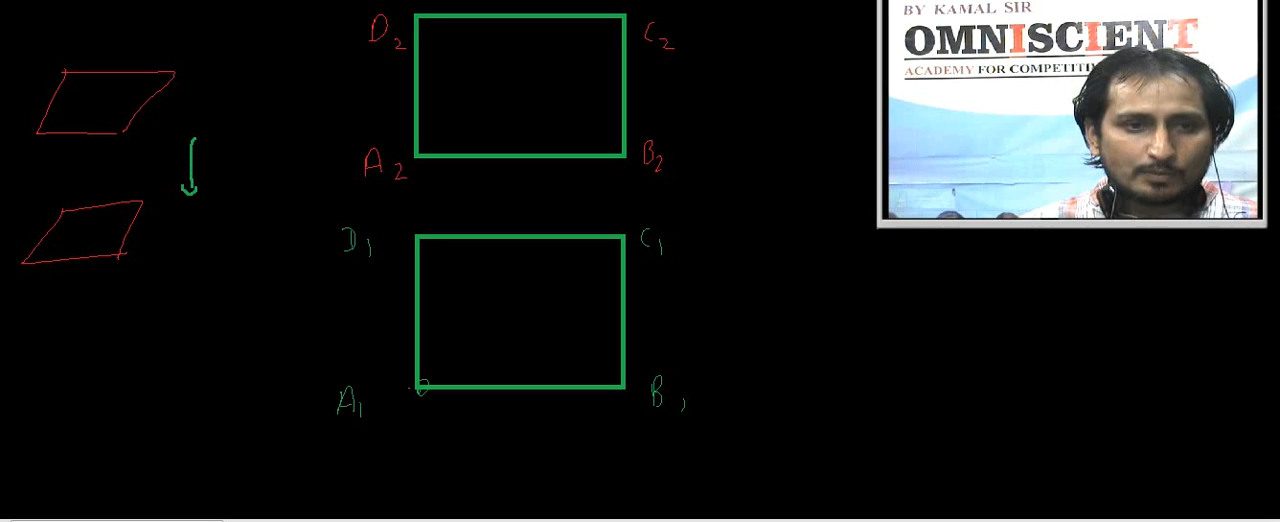 BY KAMAL SIR
OMNISCIENT
ACADEMY FOR COMPETITI
D2
C2
A2
B2
D1
C1
A1
B1